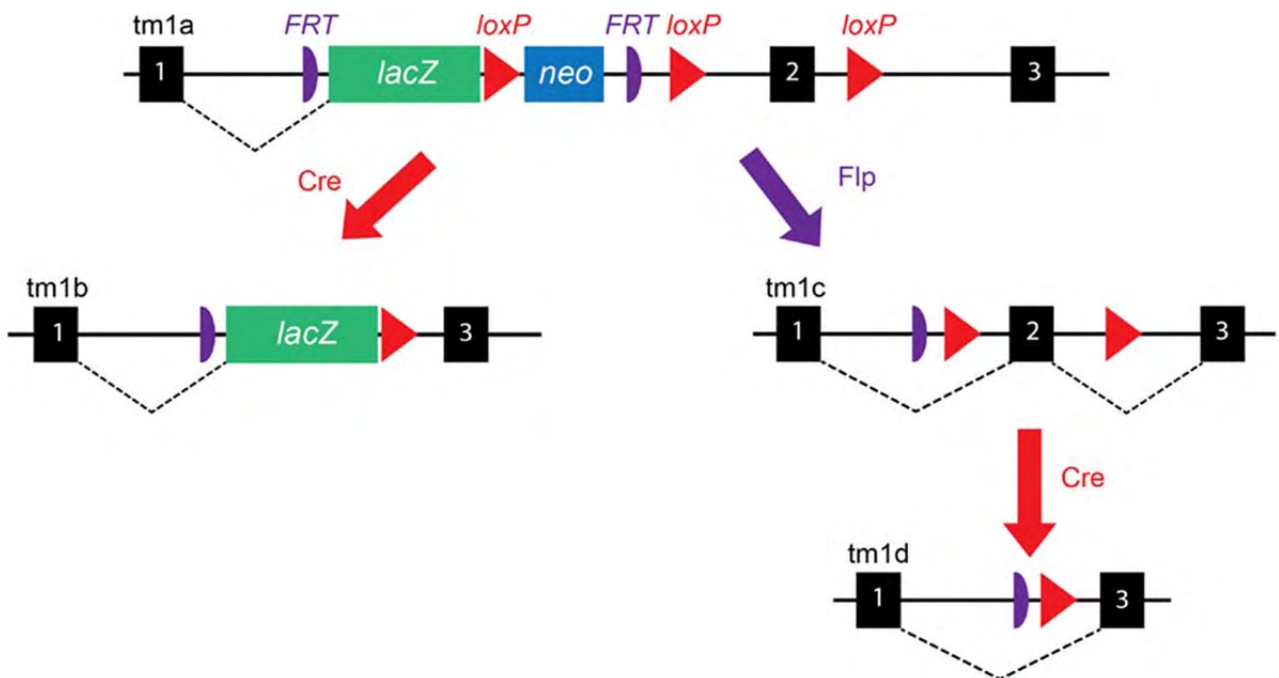 tm1a FRT loxP FRT loxP loxP
1 lacZ neo 2 3
Cre Flp
tm1b tm1c
1 lacZ 3 1 2 3
Cre
tm1d
1 3